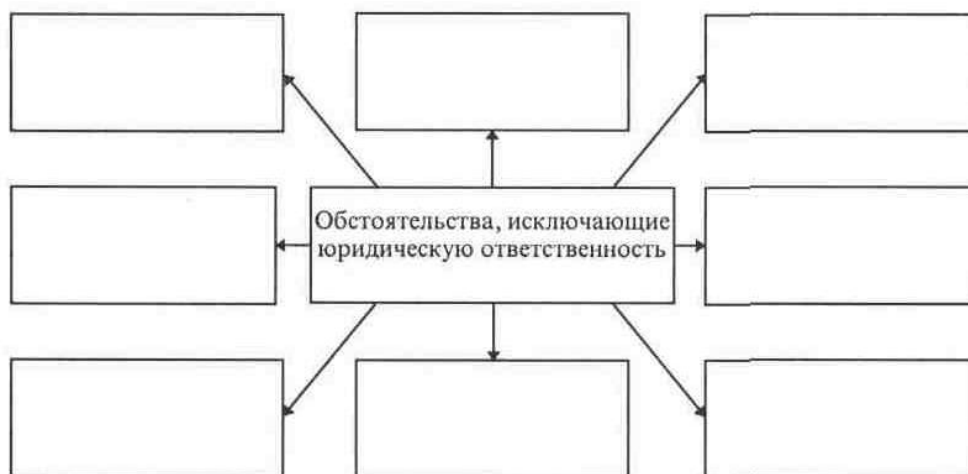 Обстоятельства, исключающие
юридическую ответственность